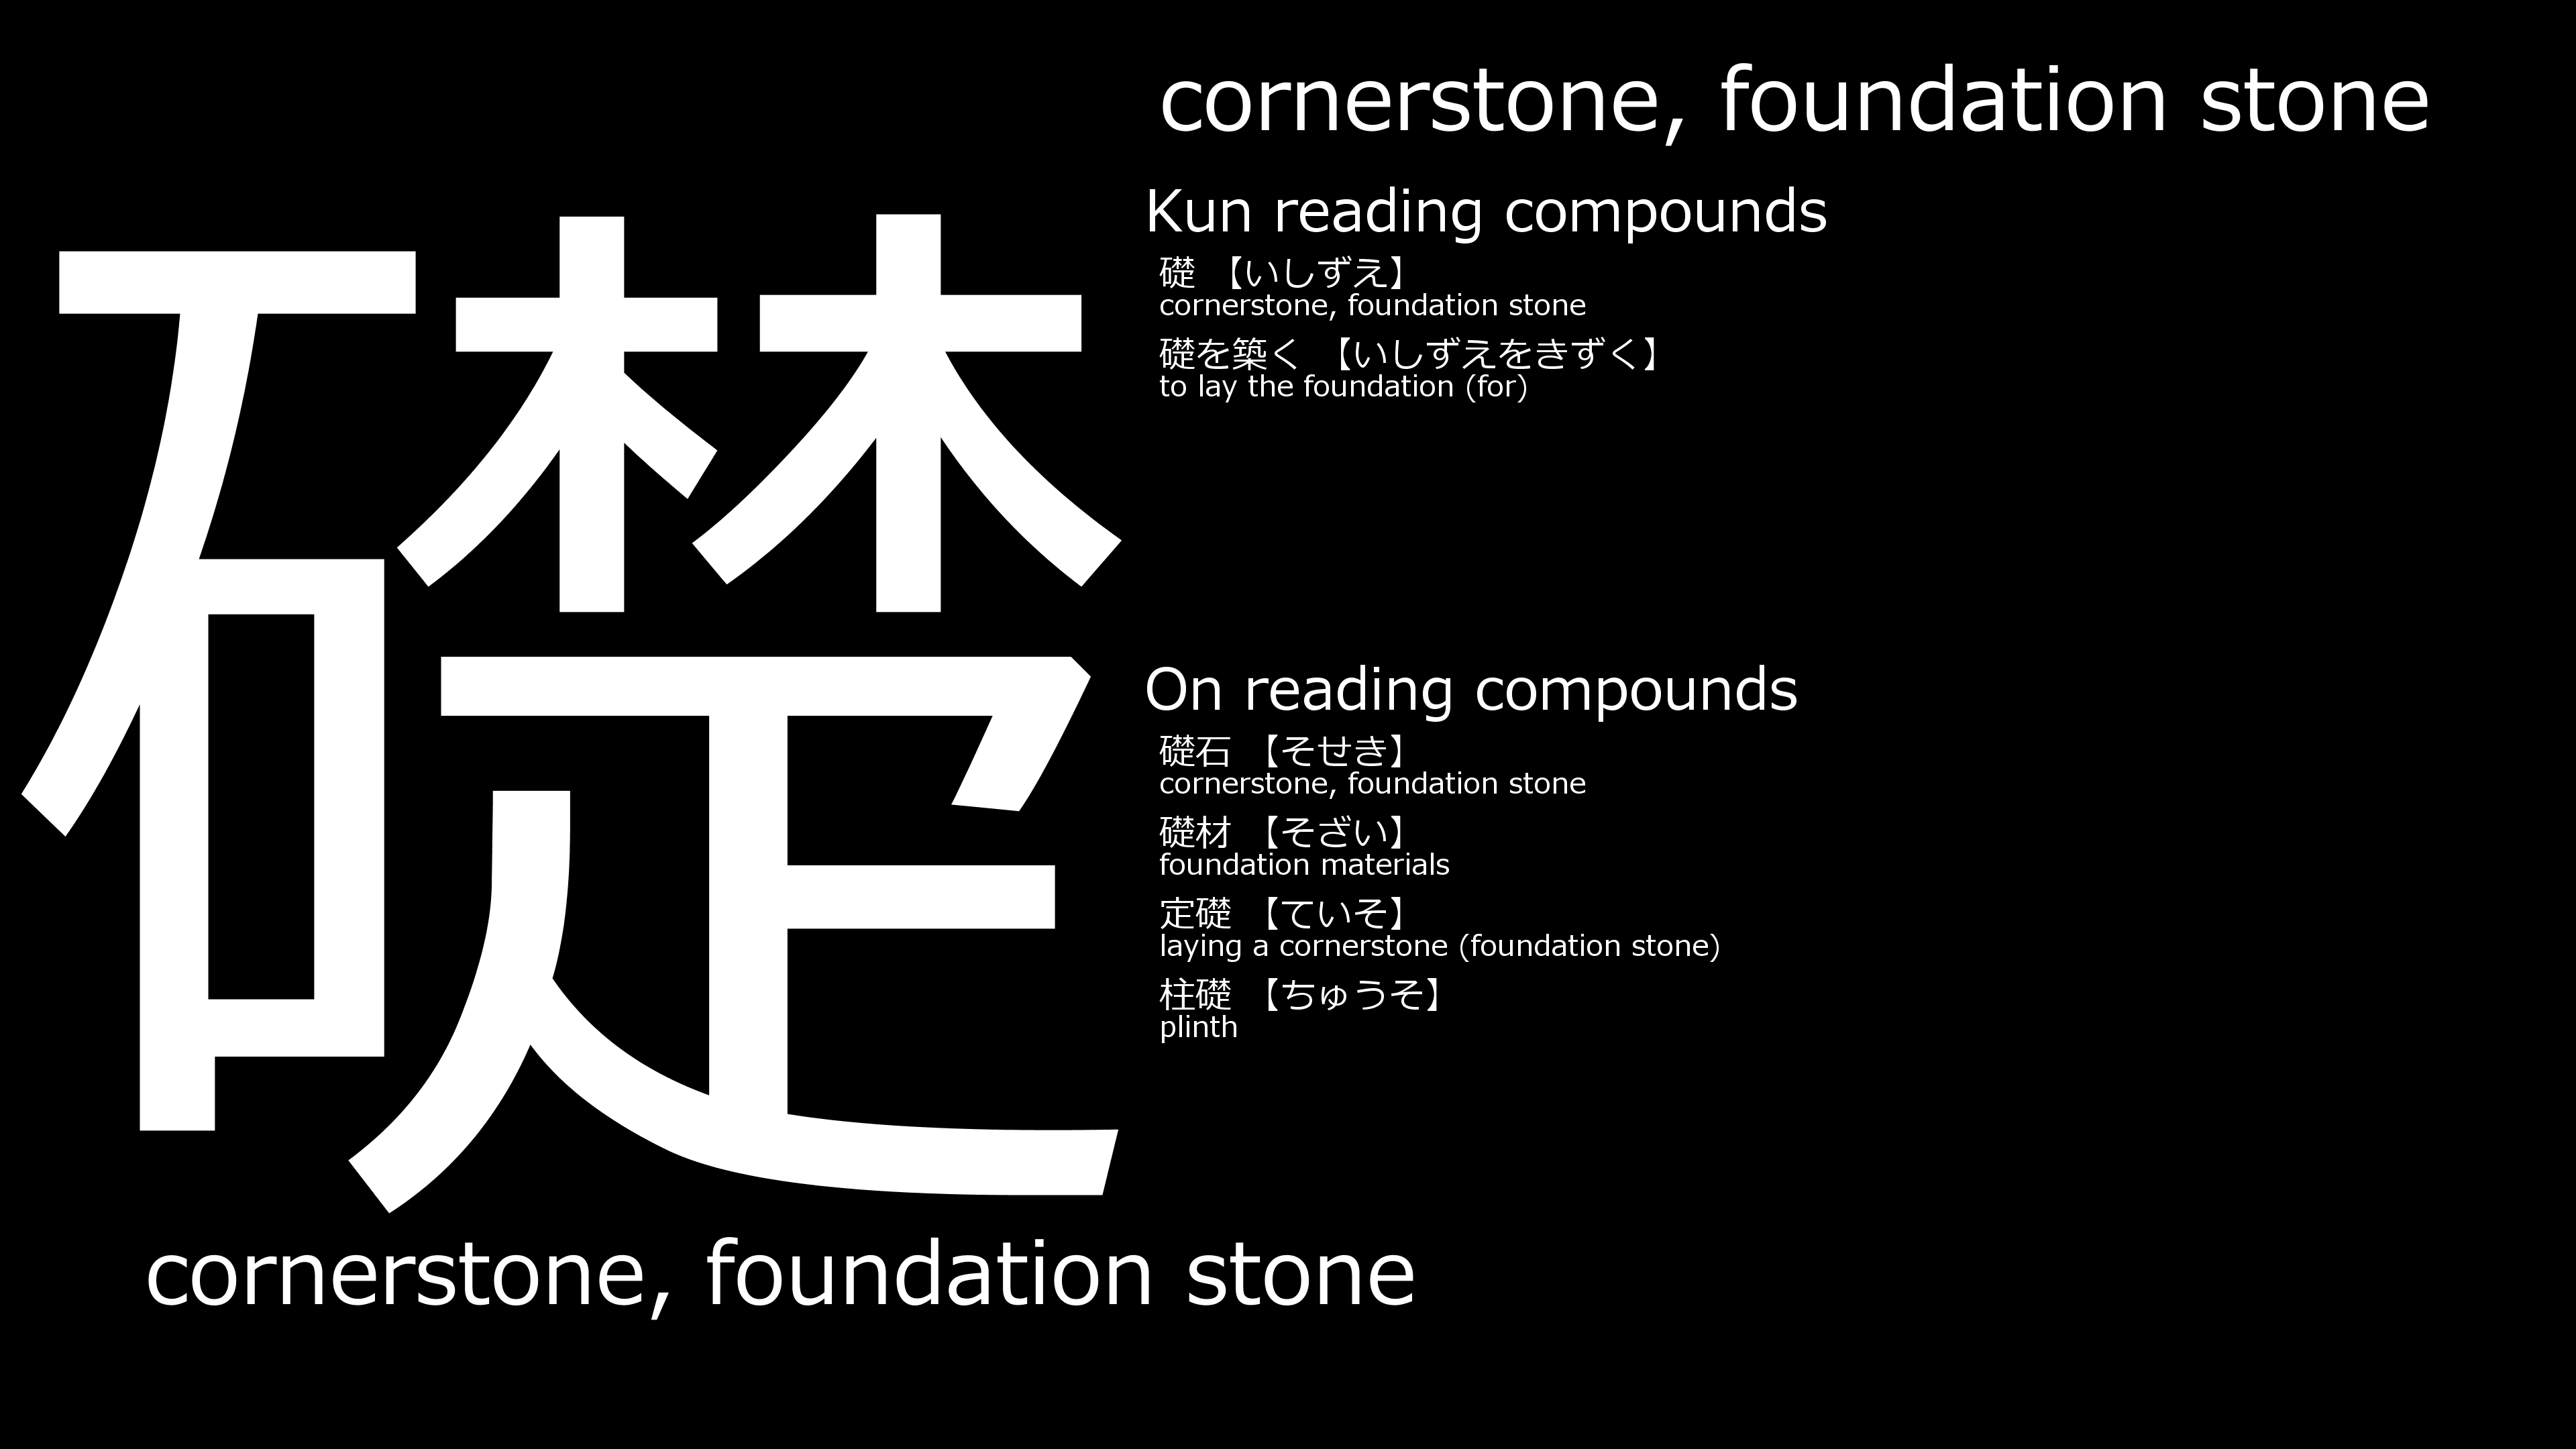 礎
cornerstone, foundation stone
cornerstone, foundation stone
Kun reading compounds
礎 【いしずえ】
cornerstone, foundation stone
礎を築く 【いしずえをきずく】
to lay the foundation (for)
On reading compounds
礎石 【そせき】
cornerstone, foundation stone
礎材 【そざい】
foundation materials
定礎 【ていそ】
laying a cornerstone (foundation stone)
柱礎 【ちゅうそ】
plinth